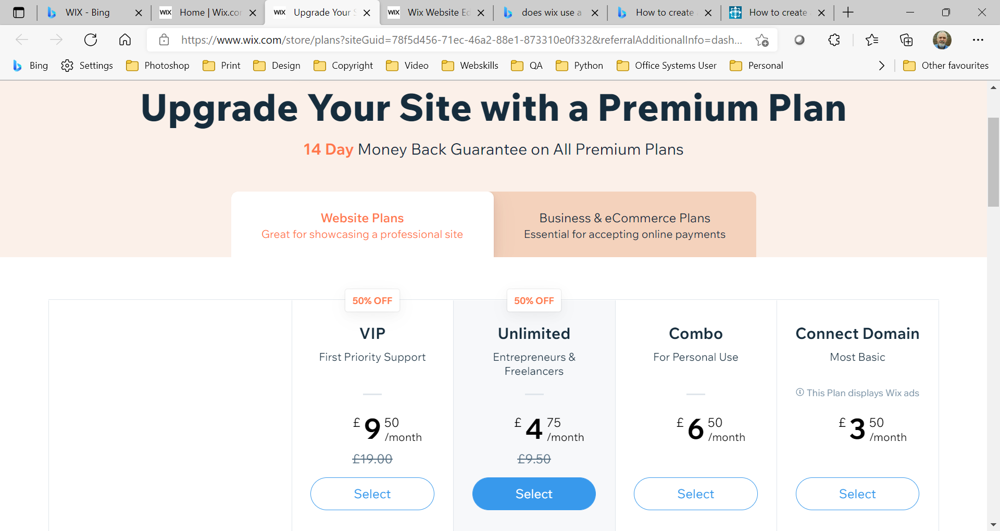 WIX - Bing
WIX Home | Wix.co
WIX Upgrade Your
WIX Wix Website Ed
does wix use a
How to create
How to create
https://www.wix.com/store/plans?siteGuid=78f5d456-71ec-46a2-88e1-873310e0f332&referralAdditionalInfo=dash...
Bing Settings Photoshop Print Design Copyright Video Webskills QA Python Office Systems User Personal Other favourites
Upgrade Your Site with a Premium Plan
14 Day Money Back Guarantee on All Premium Plans
Website Plans
Great for showcasing a professional site
Business & eCommerce Plans
Essential for accepting online payments
50% OFF
VIP
First Priority Support
£ 9 50
/month
£19.00
Select
50% OFF
Unlimited
Entrepreneurs &
Freelancers
£ 4 75
/month
£9.50
Select
Combo
For Personal Use
£ 6 50
/month
Select
Connect Domain
Most Basic
This Plan displays Wix ads
£ 3 50
/month
Select